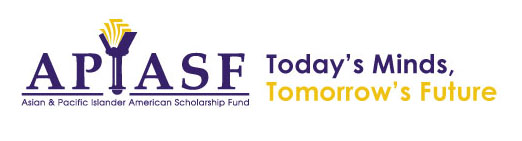 APIASF
Asian & Pacific Islander American Scholarship Fund
Today's Minds,
Tomorrow's Future